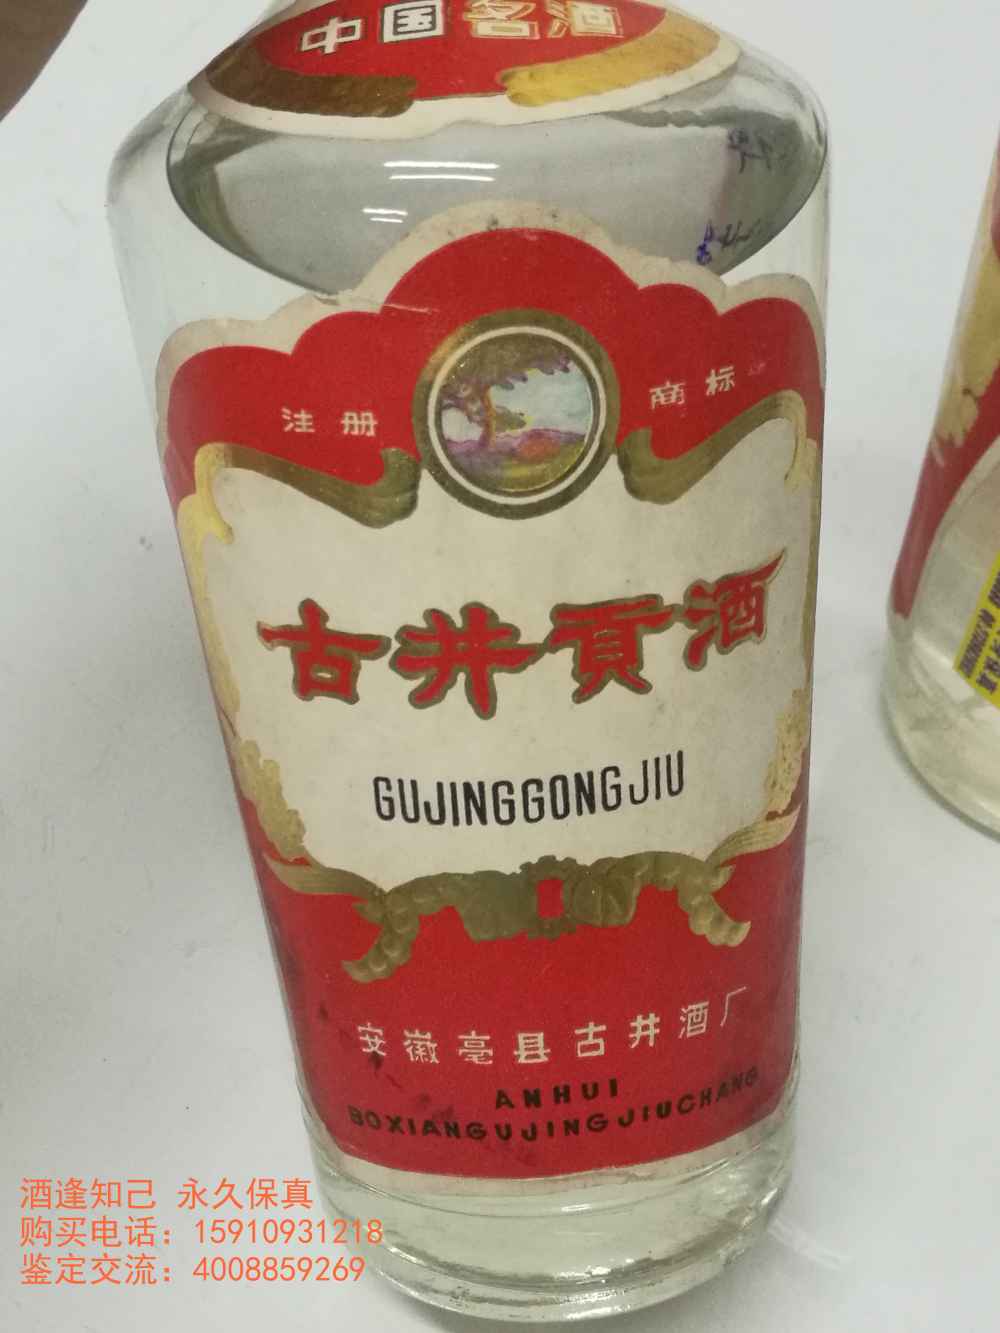 中国名酒
注册 商标
古井贡酒
GUJINGGONGJIU
安徽亳县古井酒厂
ANHUI
BOXIANGUJINGJIUCHANG
酒逢知己 永久保真
购买电话：15910931218
鉴定交流：4008859269